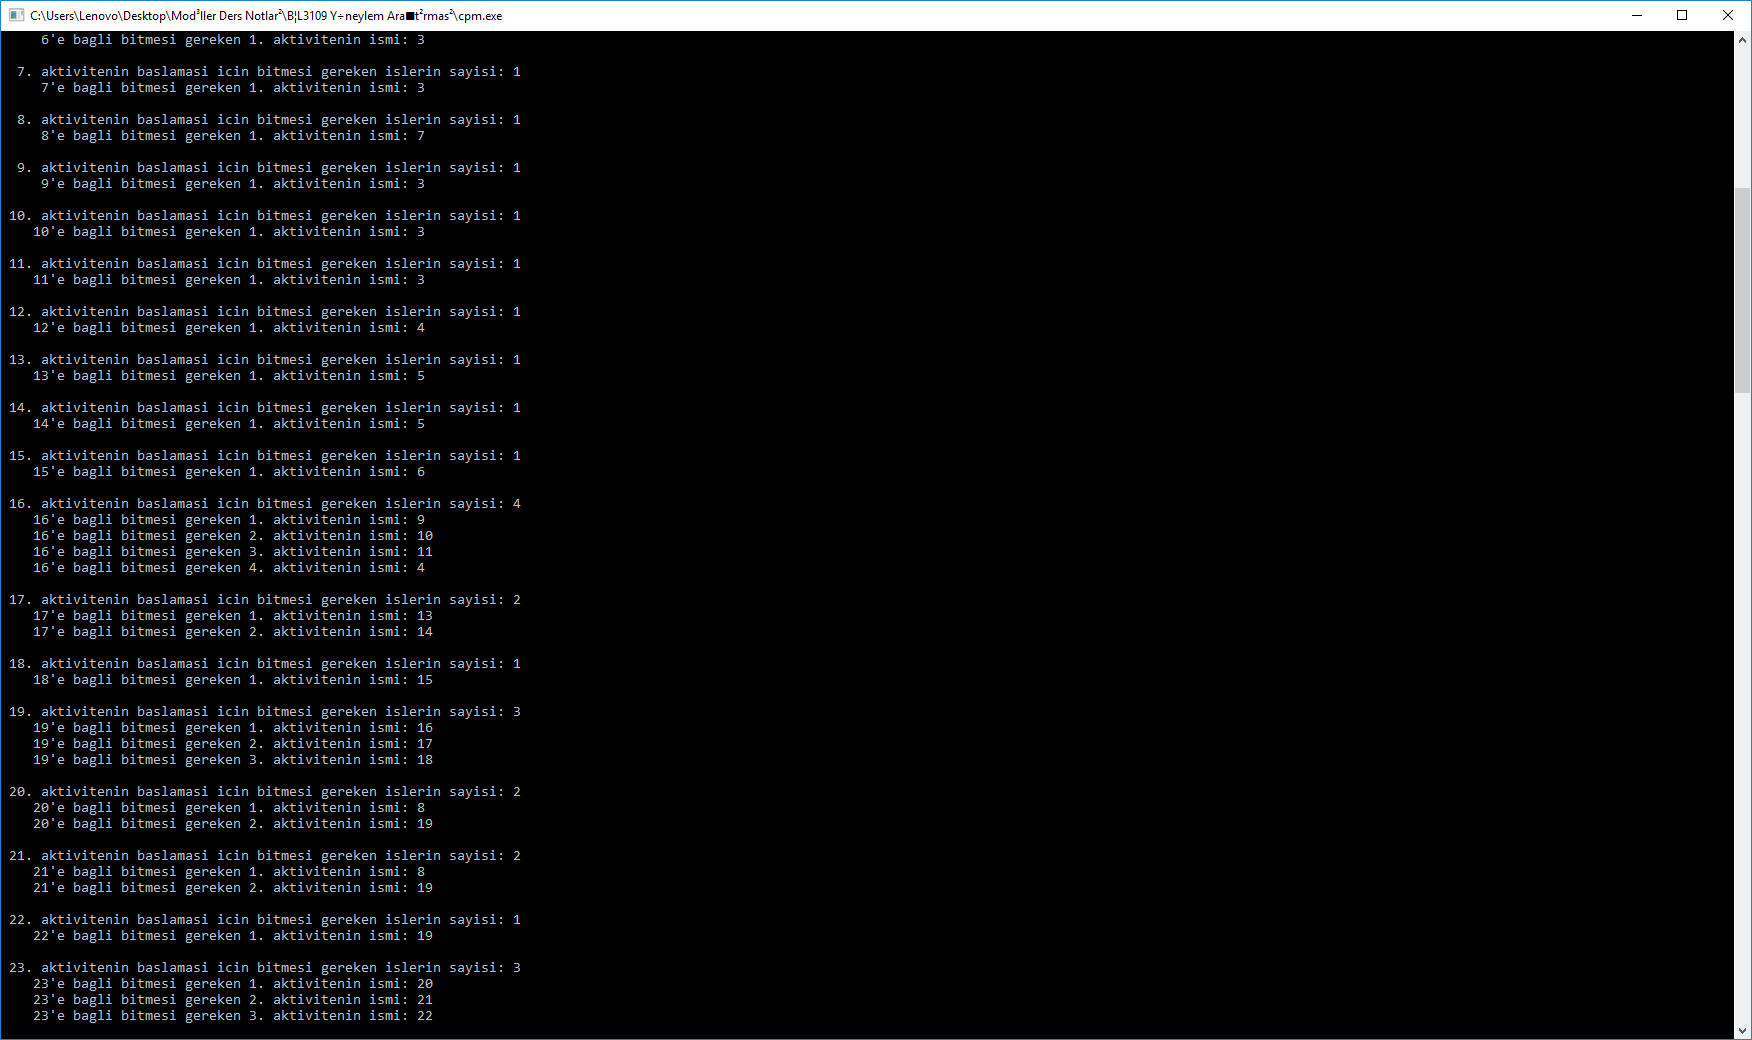 C:\Users\Lenovo\Desktop\Mod³ller Ders Notlar²\B¦L3109 Y÷neylem Ara■t²rmas²\cpm.exe
6'e bagli bitmesi gereken 1. aktivitenin ismi: 3
7. aktivitenin baslamasi icin bitmesi gereken islerin sayisi: 1
7'e bagli bitmesi gereken 1. aktivitenin ismi: 3
8. aktivitenin baslamasi icin bitmesi gereken islerin sayisi: 1
8'e bagli bitmesi gereken 1. aktivitenin ismi: 7
9. aktivitenin baslamasi icin bitmesi gereken islerin sayisi: 1
9'e bagli bitmesi gereken 1. aktivitenin ismi: 3
10. aktivitenin baslamasi icin bitmesi gereken islerin sayisi: 1
10'e bagli bitmesi gereken 1. aktivitenin ismi: 3
11. aktivitenin baslamasi icin bitmesi gereken islerin sayisi: 1
11'e bagli bitmesi gereken 1. aktivitenin ismi: 3
12. aktivitenin baslamasi icin bitmesi gereken islerin sayisi: 1
12'e bagli bitmesi gereken 1. aktivitenin ismi: 4
13. aktivitenin baslamasi icin bitmesi gereken islerin sayisi: 1
13'e bagli bitmesi gereken 1. aktivitenin ismi: 5
14. aktivitenin baslamasi icin bitmesi gereken islerin sayisi: 1
14'e bagli bitmesi gereken 1. aktivitenin ismi: 5
15. aktivitenin baslamasi icin bitmesi gereken islerin sayisi: 1
15'e bagli bitmesi gereken 1. aktivitenin ismi: 6
16. aktivitenin baslamasi icin bitmesi gereken islerin sayisi: 4
16'e bagli bitmesi gereken 1. aktivitenin ismi: 9
16'e bagli bitmesi gereken 2. aktivitenin ismi: 10
16'e bagli bitmesi gereken 3. aktivitenin ismi: 11
16'e bagli bitmesi gereken 4. aktivitenin ismi: 4
17. aktivitenin baslamasi icin bitmesi gereken islerin sayisi: 2
17'e bagli bitmesi gereken 1. aktivitenin ismi: 13
17'e bagli bitmesi gereken 2. aktivitenin ismi: 14
18. aktivitenin baslamasi icin bitmesi gereken islerin sayisi: 1
18'e bagli bitmesi gereken 1. aktivitenin ismi: 15
19. aktivitenin baslamasi icin bitmesi gereken islerin sayisi: 3
19'e bagli bitmesi gereken 1. aktivitenin ismi: 16
19'e bagli bitmesi gereken 2. aktivitenin ismi: 17
19'e bagli bitmesi gereken 3. aktivitenin ismi: 18
20. aktivitenin baslamasi icin bitmesi gereken islerin sayisi: 2
20'e bagli bitmesi gereken 1. aktivitenin ismi: 8
20'e bagli bitmesi gereken 2. aktivitenin ismi: 19
21. aktivitenin baslamasi icin bitmesi gereken islerin sayisi: 2
21'e bagli bitmesi gereken 1. aktivitenin ismi: 8
21'e bagli bitmesi gereken 2. aktivitenin ismi: 19
22. aktivitenin baslamasi icin bitmesi gereken islerin sayisi: 1
22'e bagli bitmesi gereken 1. aktivitenin ismi: 19
23. aktivitenin baslamasi icin bitmesi gereken islerin sayisi: 3
23'e bagli bitmesi gereken 1. aktivitenin ismi: 20
23'e bagli bitmesi gereken 2. aktivitenin ismi: 21
23'e bagli bitmesi gereken 3. aktivitenin ismi: 22